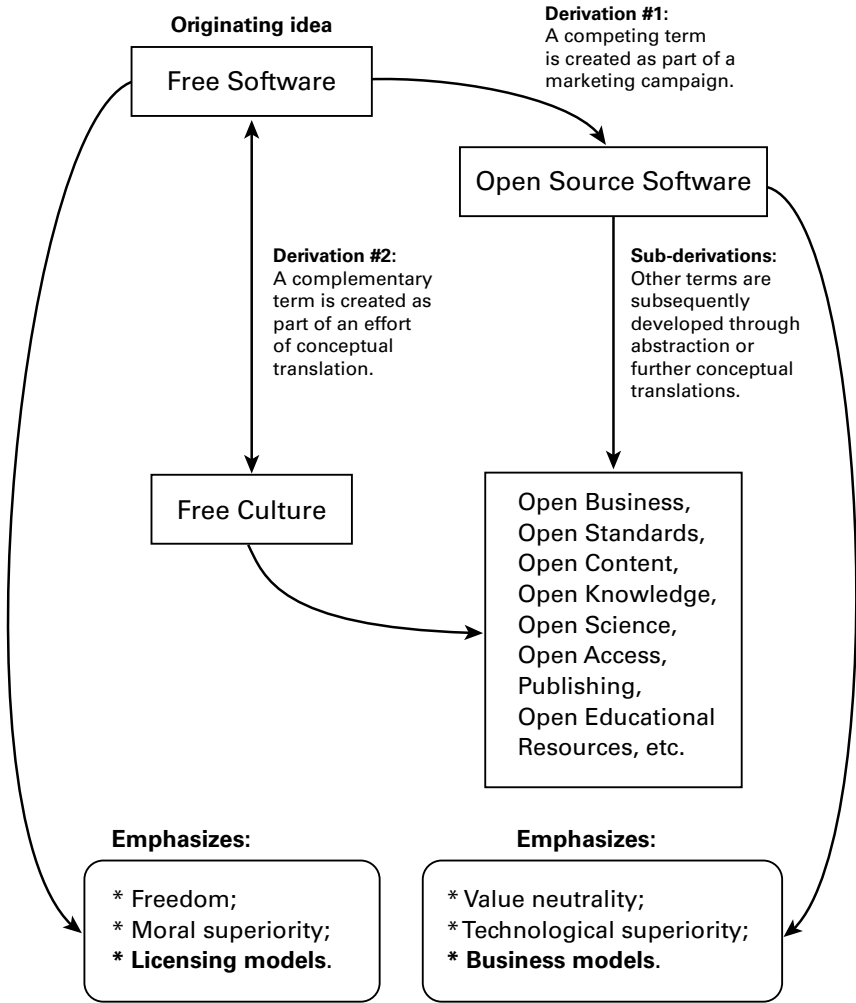 Originating idea
Free Software
Derivation #1:
A competing term
is created as part of a
marketing campaign.
Open Source Software
Derivation #2:
A complementary
term is created as
part of an effort
of conceptual
translation.
Sub-derivations:
Other terms are
subsequently
developed through
abstraction or
further conceptual
translations.
Free Culture
Open Business,
Open Standards,
Open Content,
Open Knowledge,
Open Science,
Open Access,
Publishing,
Open Educational
Resources, etc.
Emphasizes:
* Freedom;
* Moral superiority;
* Licensing models.
Emphasizes:
* Value neutrality;
* Technological superiority;
* Business models.